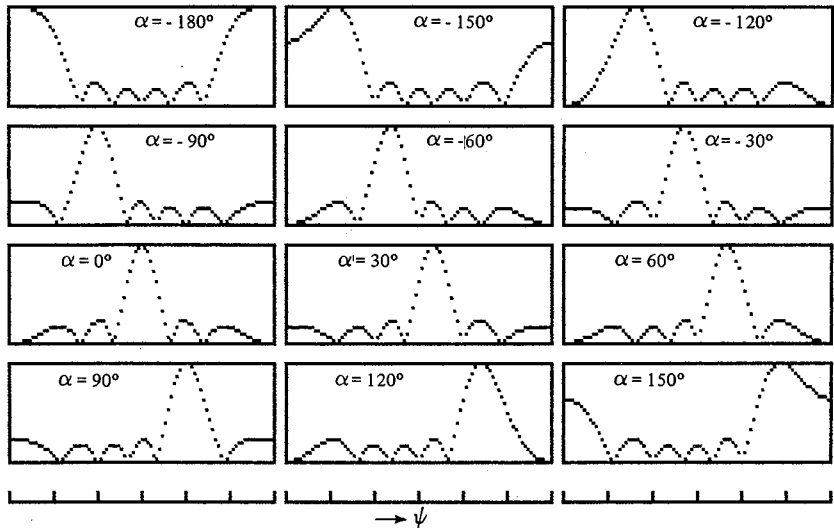 α = - 180°
α = - 150°
α = - 120°
α = - 90°
α = - 60°
α = - 30°
α = 0°
α = 30°
α = 60°
α = 90°
α = 120°
α = 150°
→ ψ